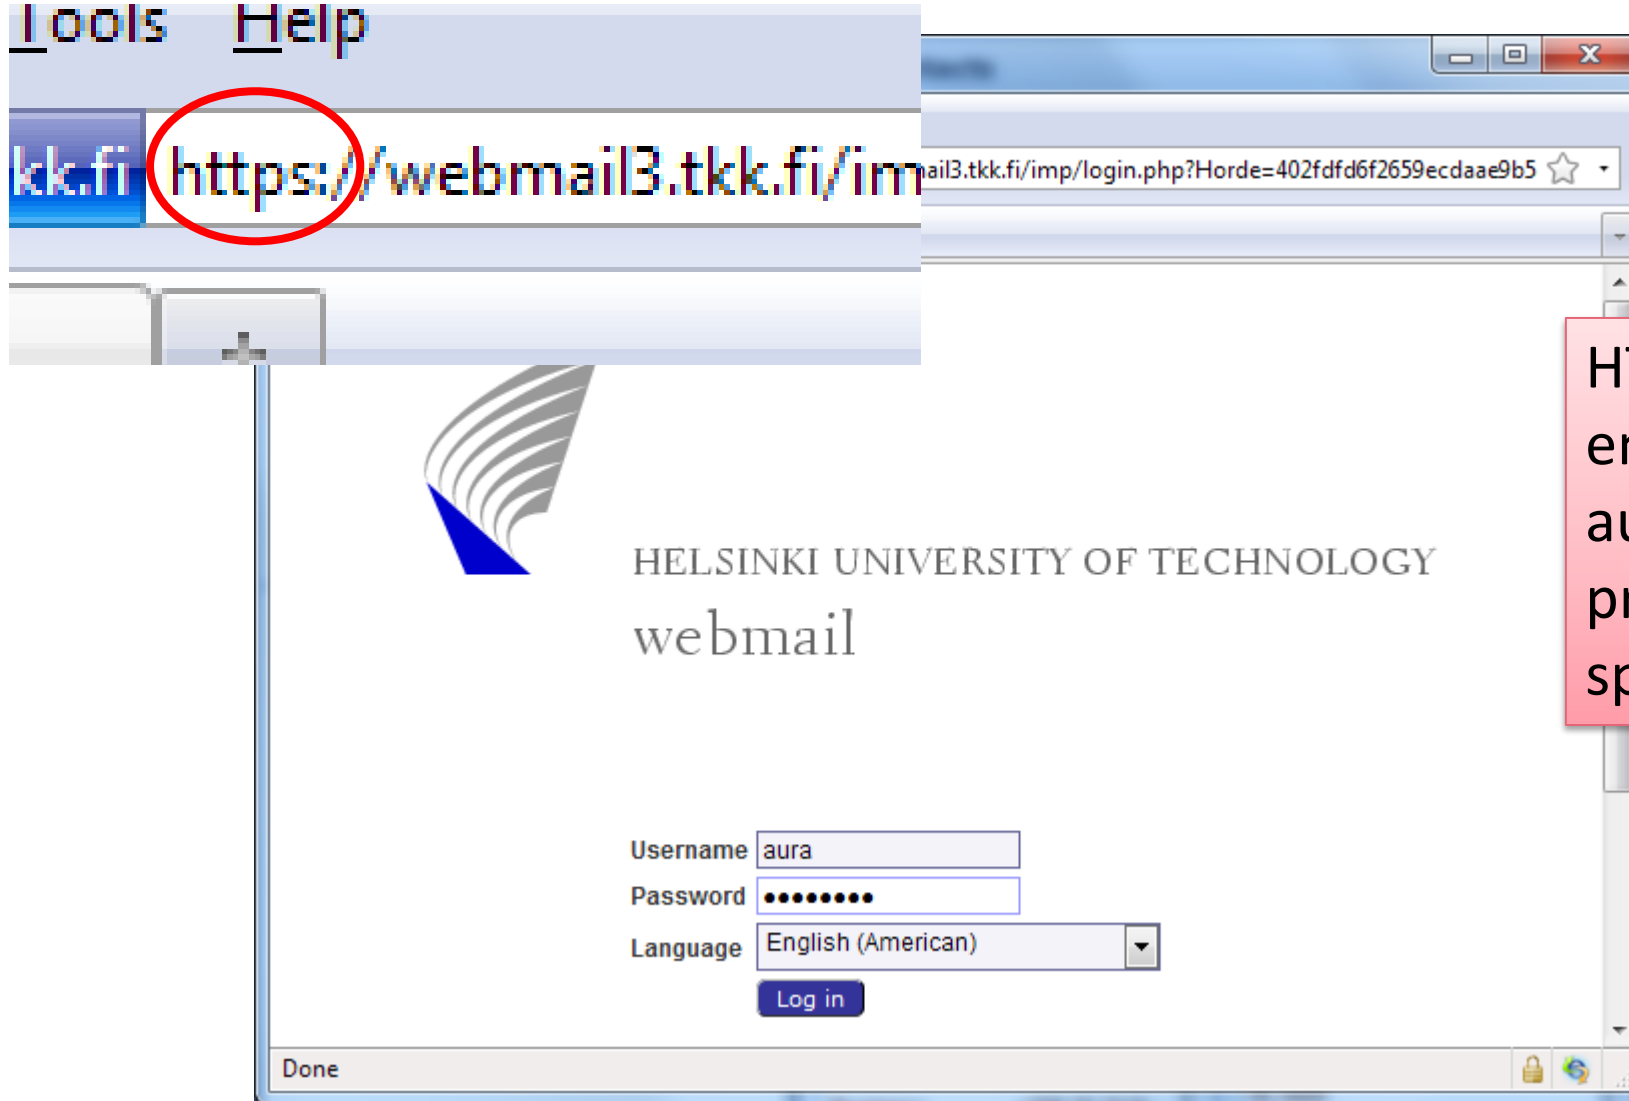 Tools Help
kk.fi https://webmail3.tkk.fi/im
ail3.tkk.fi/imp/login.php?Horde=402fdfd6f2659ecdaae9b5
HELSINKI UNIVERSITY OF TECHNOLOGY
webmail
Username aura
Password ••••••••
Language English (American)
Log in
Done